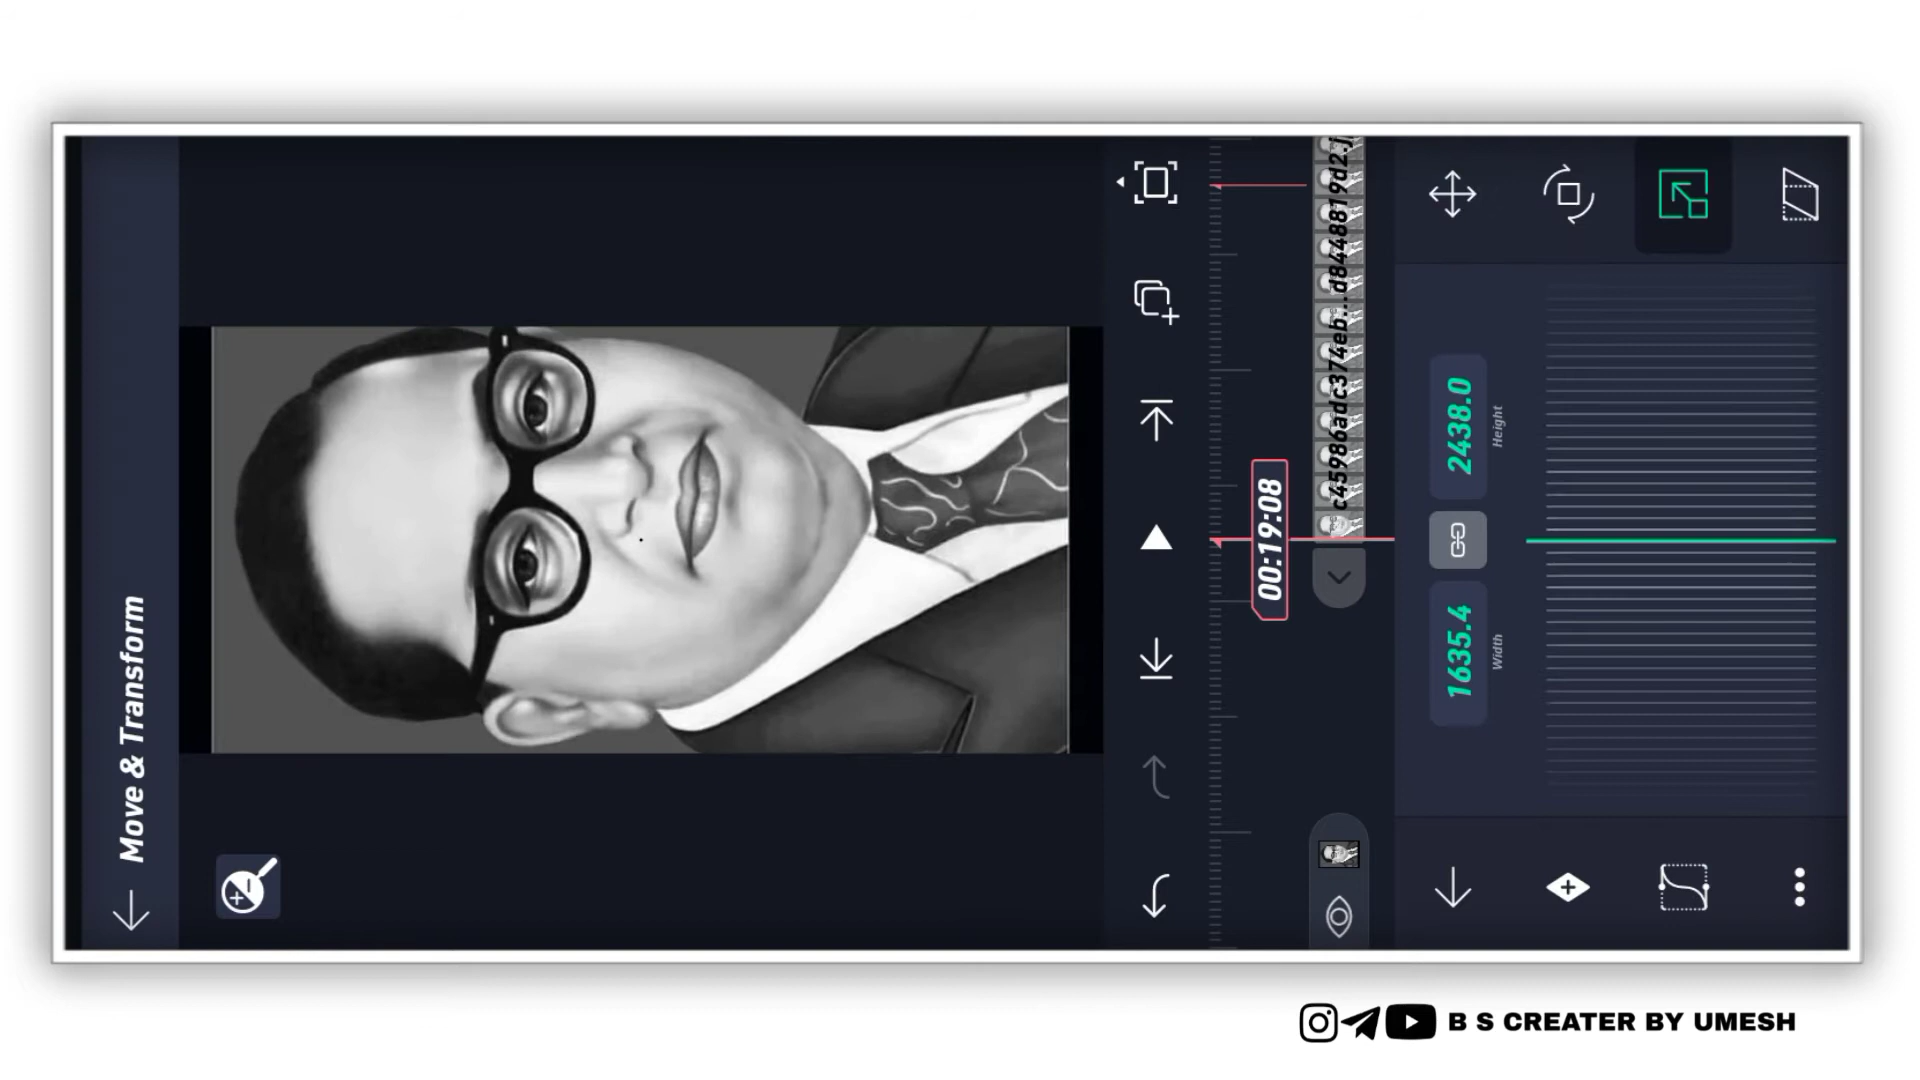 Move & Transform
00:19:08
c45986adc374eb...d844819d2.j
1635.4
Width
2438.0
Height
B S CREATER BY UMESH